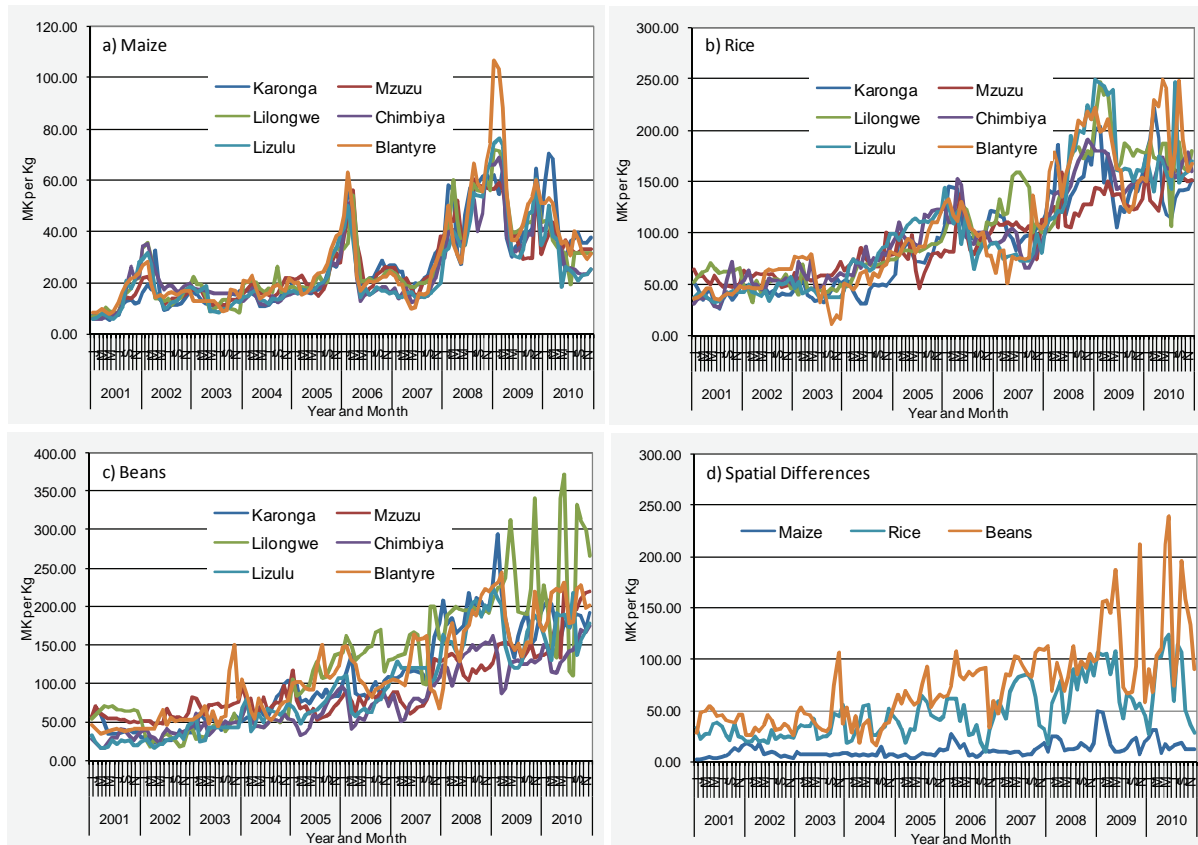 a) Maize
120.00
100.00
80.00
60.00
40.00
20.00
0.00
MK per Kg
Karonga Mzuzu
Lilongwe Chimbiya
Lizulu Blantyre
2001 2002 2003 2004 2005 2006 2007 2008 2009 2010
Year and Month
b) Rice
300.00
250.00
200.00
150.00
100.00
50.00
0.00
MK per Kg
Karonga Mzuzu
Lilongwe Chimbiya
Lizulu Blantyre
2001 2002 2003 2004 2005 2006 2007 2008 2009 2010
Year and Month
c) Beans
400.00
350.00
300.00
250.00
200.00
150.00
100.00
50.00
0.00
MK per Kg
Karonga Mzuzu
Lilongwe Chimbiya
Lizulu Blantyre
2001 2002 2003 2004 2005 2006 2007 2008 2009 2010
Year and Month
d) Spatial Differences
300.00
250.00
200.00
150.00
100.00
50.00
0.00
MK per Kg
Maize Rice Beans
2001 2002 2003 2004 2005 2006 2007 2008 2009 2010
Year and Month